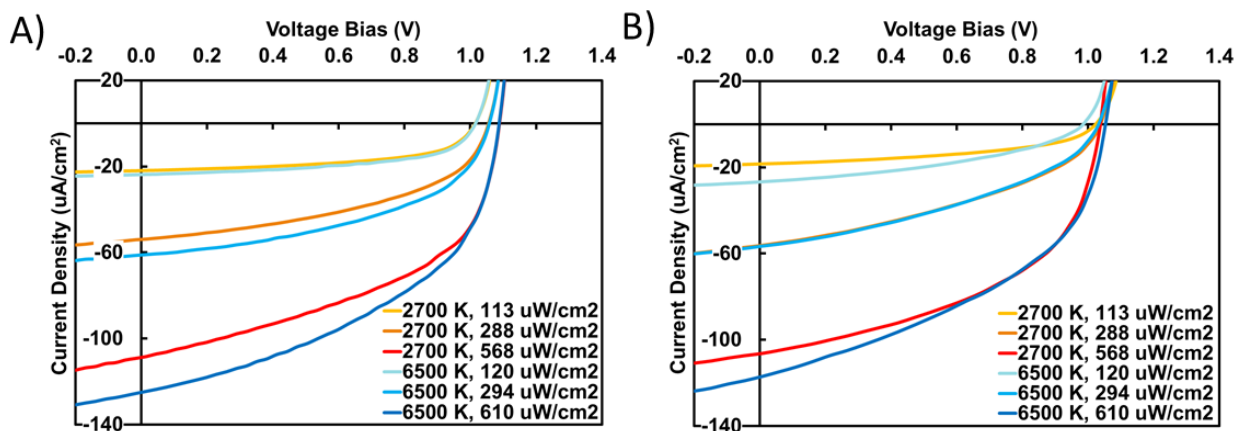 A)
Voltage Bias (V)
-0.2 0.0 0.2 0.4 0.6 0.8 1.0 1.2 1.4
20
0
-20
-60
-100
-140
Current Density (uA/cm²)
2700 K, 113 uW/cm2
2700 K, 288 uW/cm2
2700 K, 568 uW/cm2
6500 K, 120 uW/cm2
6500 K, 294 uW/cm2
6500 K, 610 uW/cm2
B)
Voltage Bias (V)
-0.2 0.0 0.2 0.4 0.6 0.8 1.0 1.2 1.4
20
0
-20
-60
-100
-140
Current Density (uA/cm²)
2700 K, 113 uW/cm2
2700 K, 288 uW/cm2
2700 K, 568 uW/cm2
6500 K, 120 uW/cm2
6500 K, 294 uW/cm2
6500 K, 610 uW/cm2